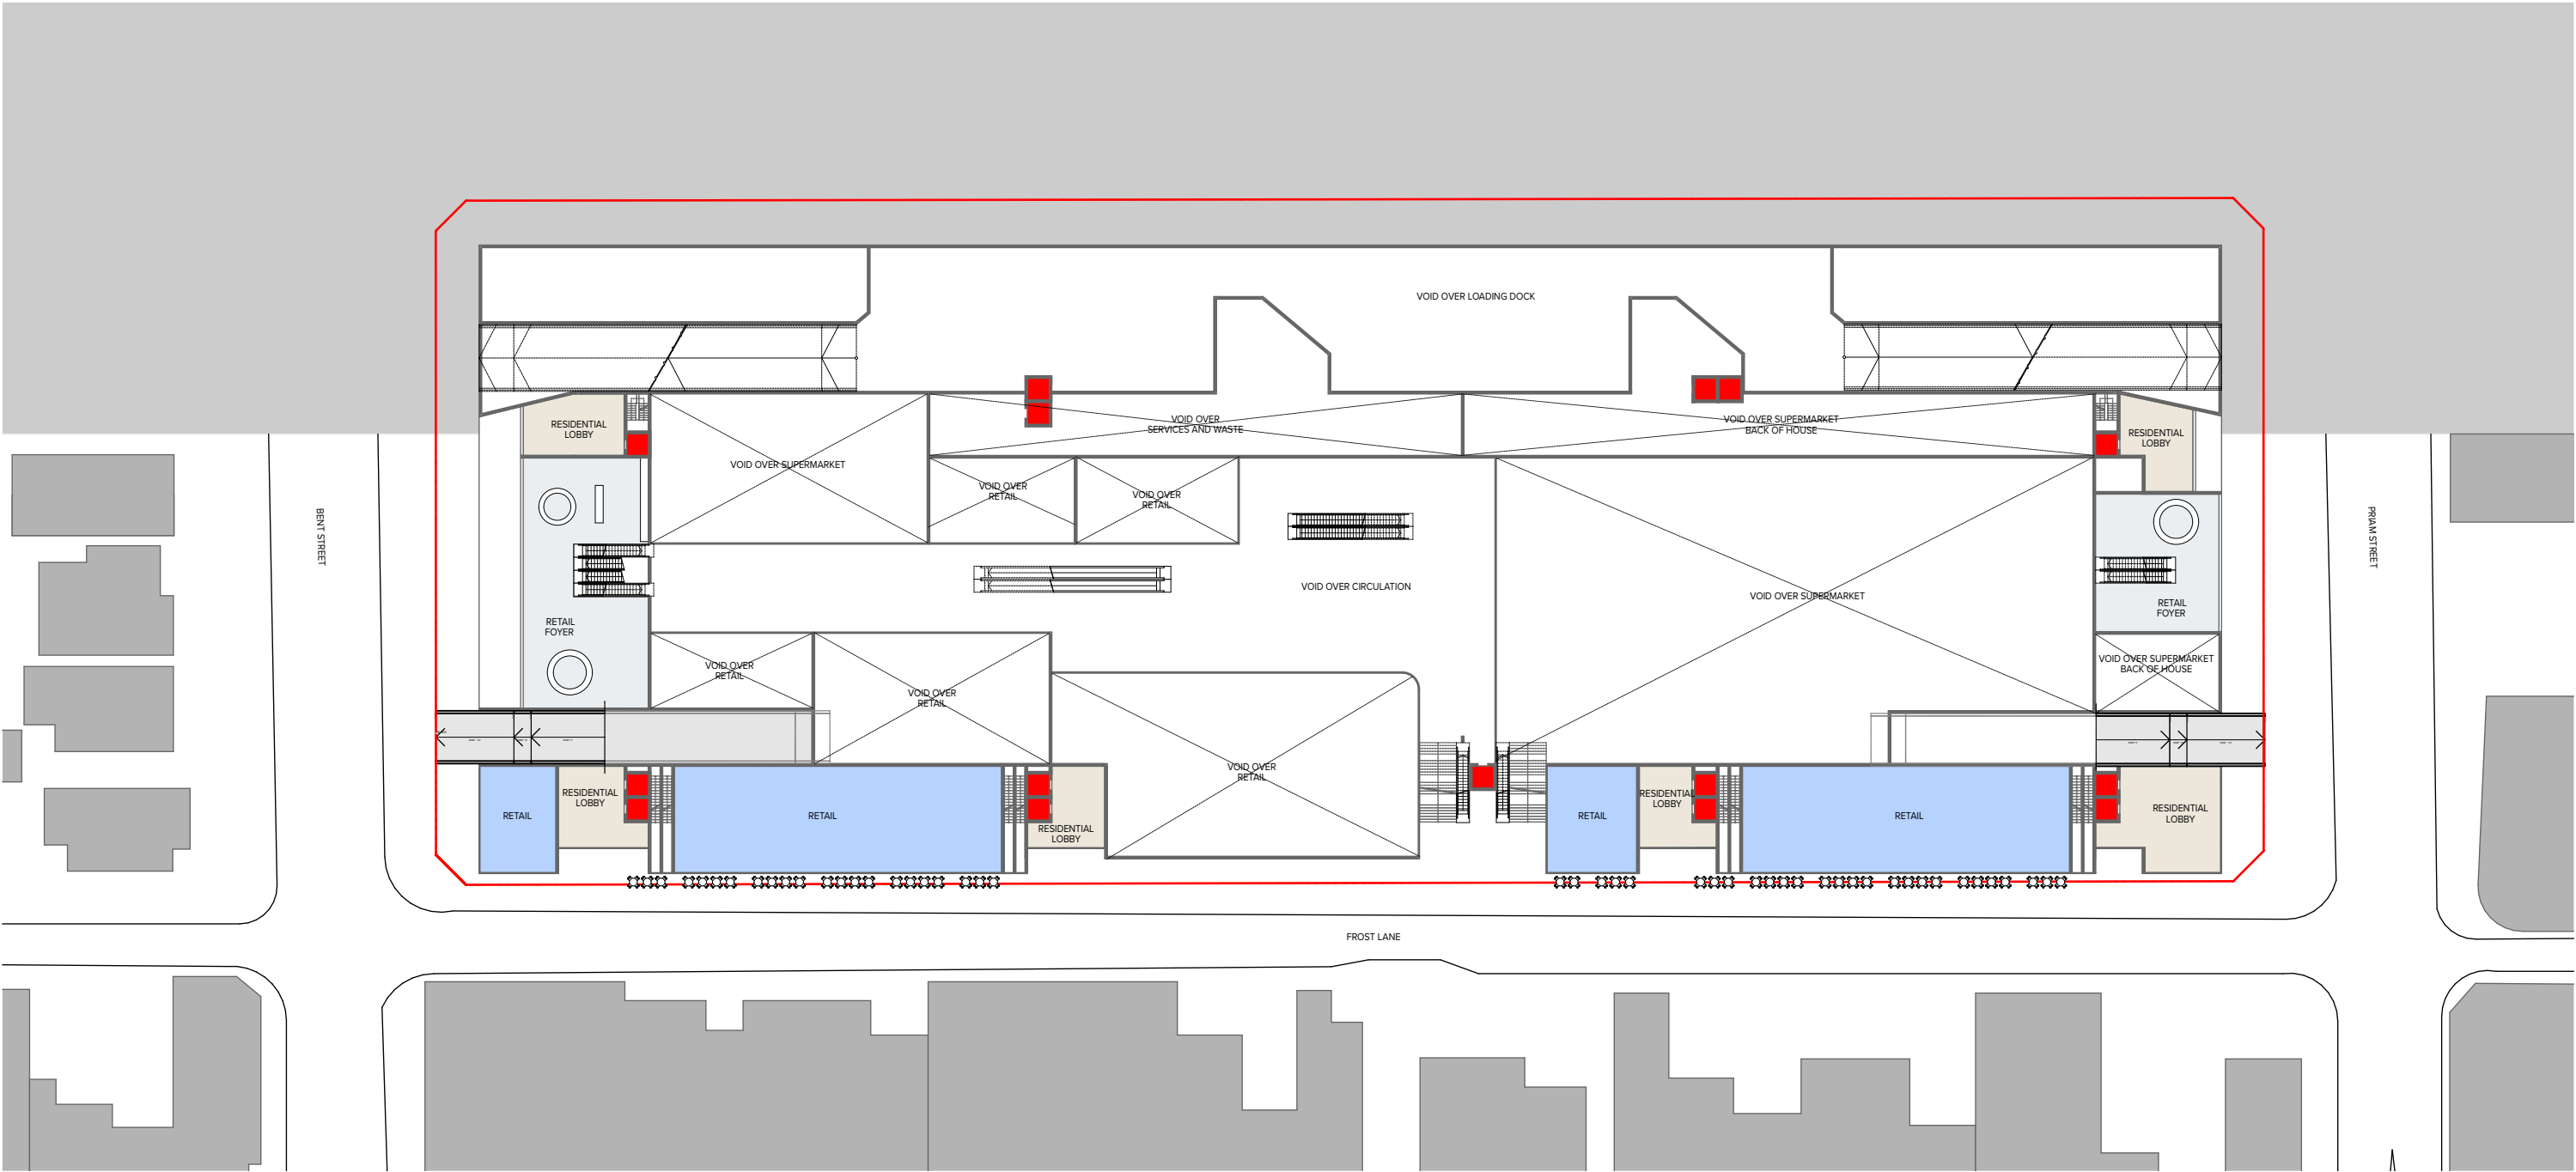 VOID OVER LOADING DOCK
RESIDENTIAL
LOBBY
VOID OVER
SERVICES AND WASTE
VOID OVER SUPERMARKET
BACK OF HOUSE
RESIDENTIAL
LOBBY
VOID OVER SUPERMARKET
VOID OVER
RETAIL
VOID OVER
RETAIL
BENT STREET
PRIAM STREET
VOID OVER CIRCULATION
VOID OVER SUPERMARKET
RETAIL
FOYER
RETAIL
FOYER
VOID OVER
RETAIL
VOID OVER
RETAIL
VOID OVER SUPERMARKET
BACK OF HOUSE
VOID OVER
RETAIL
RETAIL
RESIDENTIAL
LOBBY
RETAIL
RESIDENTIAL
LOBBY
RETAIL
RESIDENTIAL
LOBBY
RETAIL
RESIDENTIAL
LOBBY
FROST LANE